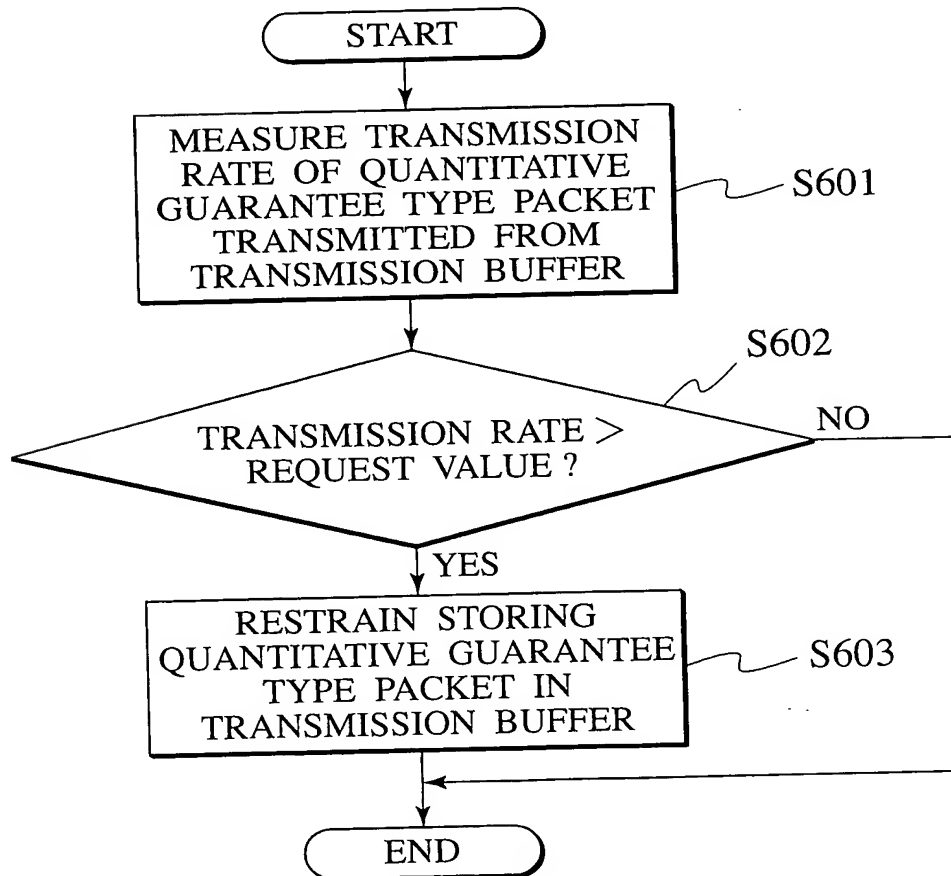 START
MEASURE TRANSMISSION
RATE OF QUANTITATIVE
GUARANTEE TYPE PACKET
TRANSMITTED FROM
TRANSMISSION BUFFER
S601
S602
TRANSMISSION RATE >
REQUEST VALUE ?
NO
YES
RESTRAIN STORING
QUANTITATIVE GUARANTEE
TYPE PACKET IN
TRANSMISSION BUFFER
S603
END